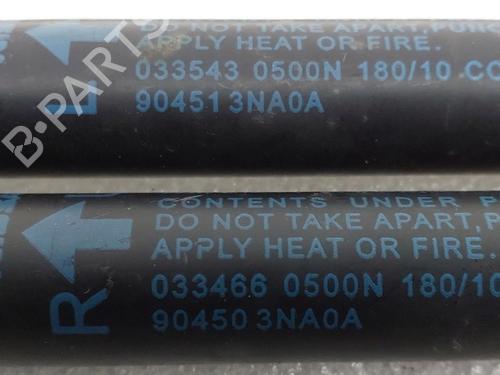 DO NOT TAKE APART,
APPLY HEAT OR FIRE.
033543 0500N 180/10
90451 3NA0A
L
B-PARTS
CONTENTS UNDER
DO NOT TAKE APART,
APPLY HEAT OR FIRE.
033466 0500N 180/10
90450 3NA0A
R